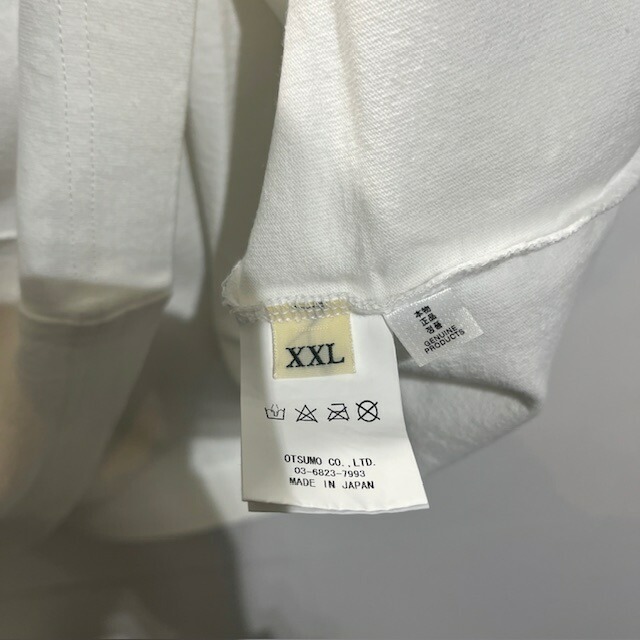 XXL
OTSUMO CO.,LTD.
03-6823-7993
MADE IN JAPAN
本物
正品
정품
GENUINE
PRODUCTS